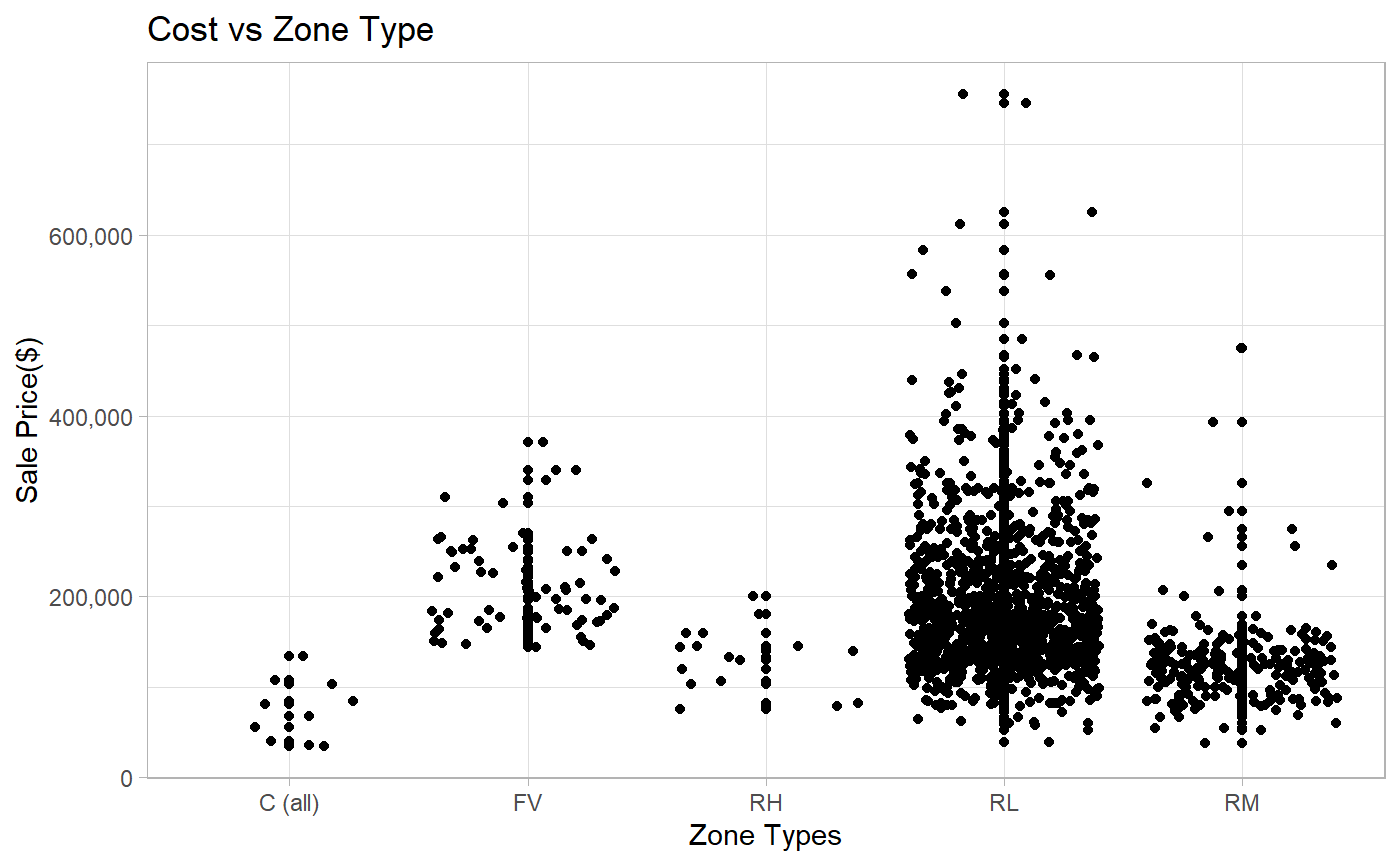 Cost vs Zone Type
Sale Price($)
600,000
400,000
200,000
0
C (all) FV RH RL RM
Zone Types